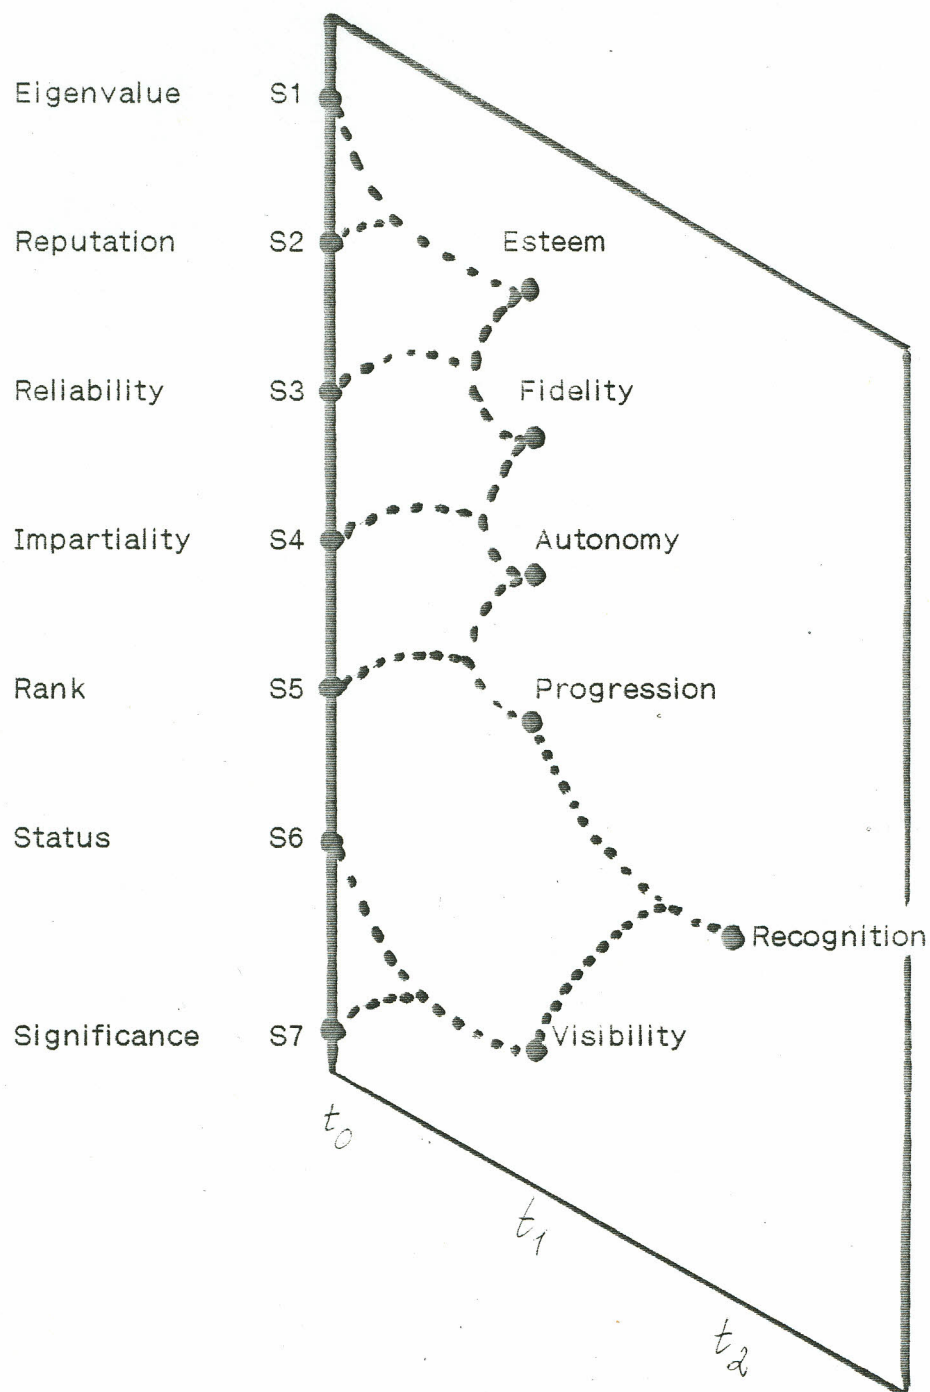 Eigenvalue S1
Reputation S2 Esteem
Reliability S3 Fidelity
Impartiality S4 Autonomy
Rank S5 Progression
Status S6
Recognition
Significance S7 Visibility
t0
t1
t2